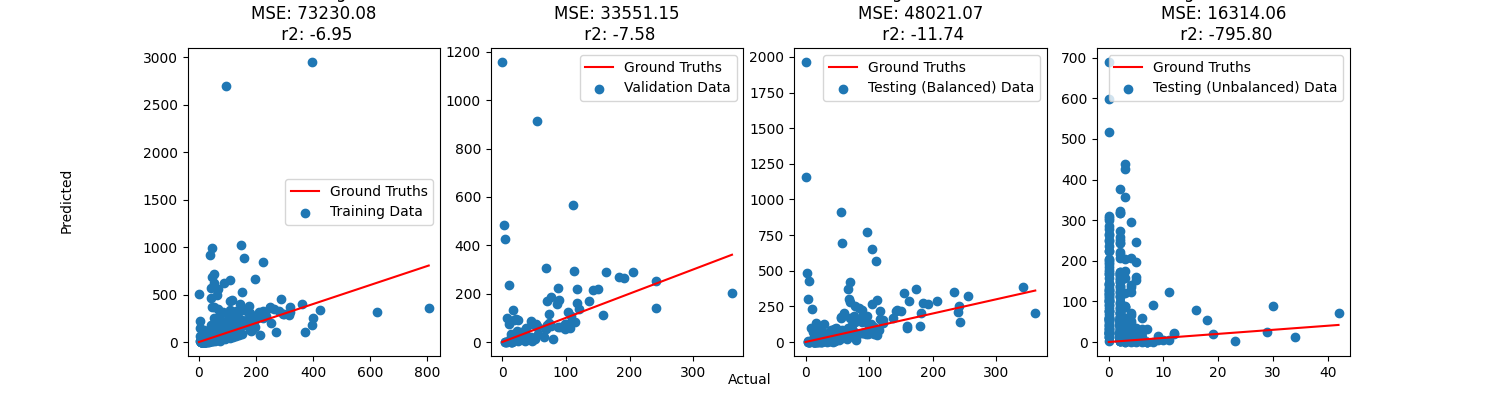 MSE: 73230.08
r2: -6.95
3000
2500
2000
1500
1000
500
0
0 200 400 600 800
Ground Truths
Training Data
MSE: 33551.15
r2: -7.58
1200
1000
800
600
400
200
0
0 100 200 300
Ground Truths
Validation Data
MSE: 48021.07
r2: -11.74
2000
1750
1500
1250
1000
750
500
250
0
0 100 200 300
Ground Truths
Testing (Balanced) Data
MSE: 16314.06
r2: -795.80
700
600
500
400
300
200
100
0
0 10 20 30 40
Ground Truths
Testing (Unbalanced) Data
Predicted
Actual